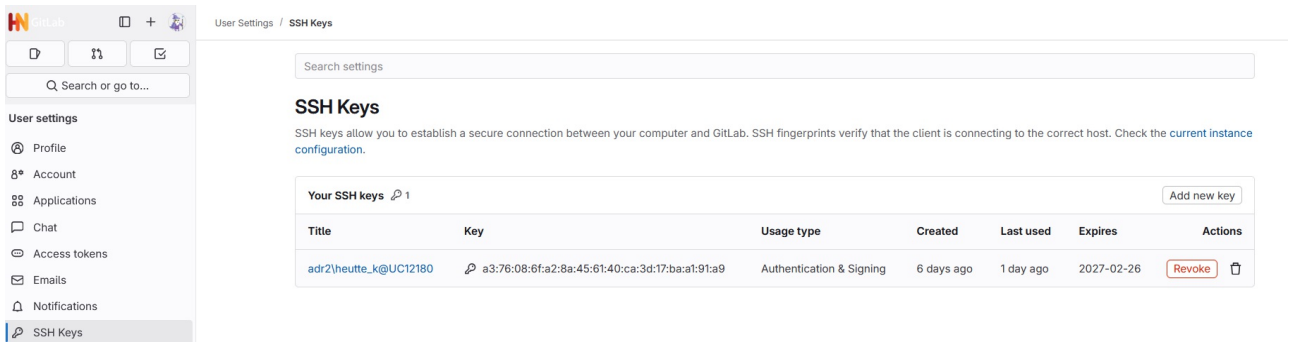 HN GitLab
User Settings / SSH Keys
Search or go to...
User settings
Profile
Account
Applications
Chat
Access tokens
Emails
Notifications
SSH Keys
Search settings
SSH Keys
SSH keys allow you to establish a secure connection between your computer and GitLab. SSH fingerprints verify that the client is connecting to the correct host. Check the current instance
configuration.
Your SSH keys 1
Add new key
Title Key Usage type Created Last used Expires Actions
adr2\heutte_k@UC12180 a3:76:08:6f:a2:8a:45:61:40:ca:3d:17:ba:a1:91:a9 Authentication & Signing 6 days ago 1 day ago 2027-02-26 Revoke